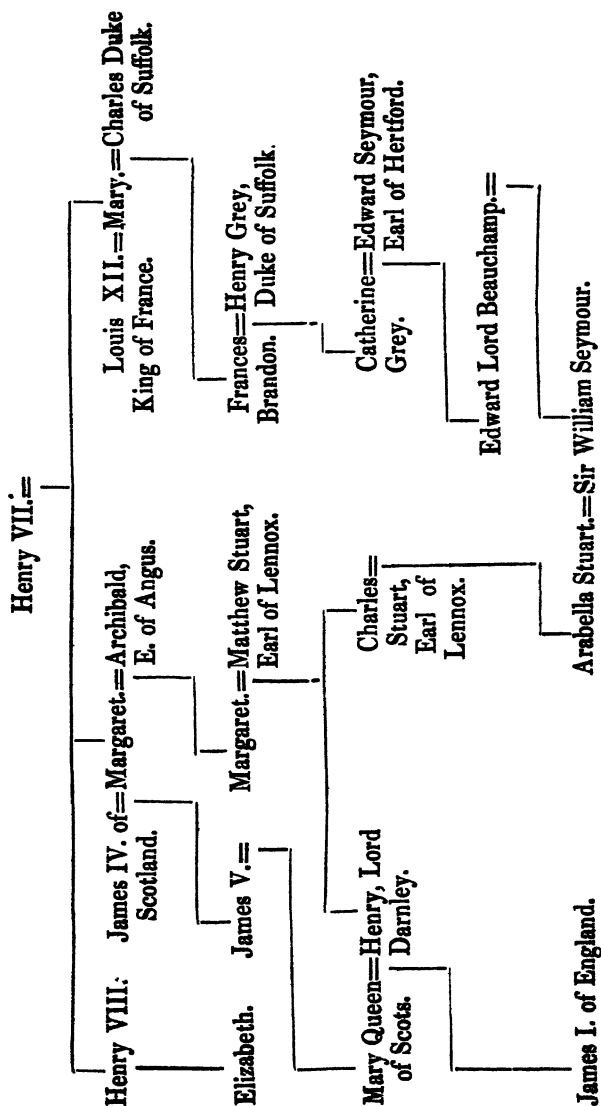 Henry VII.=
Henry VIII.
James IV. of=Margaret.=Archibald,
Scotland.
E. of Angus.
Louis XII.=Mary.=Charles Duke
King of France.
of Suffolk.
Elizabeth.
James V.=
Margaret.=Matthew Stuart,
Earl of Lennox.
Frances=Henry Grey,
Brandon.
Duke of Suffolk.
Mary Queen=Henry, Lord
of Scots.
Darnley.
Charles=
Stuart,
Earl of
Lennox.
Catherine=Edward Seymour,
Grey.
Earl of Hertford.
Edward Lord Beauchamp.=
James I. of England.
Arabella Stuart.=Sir William Seymour.